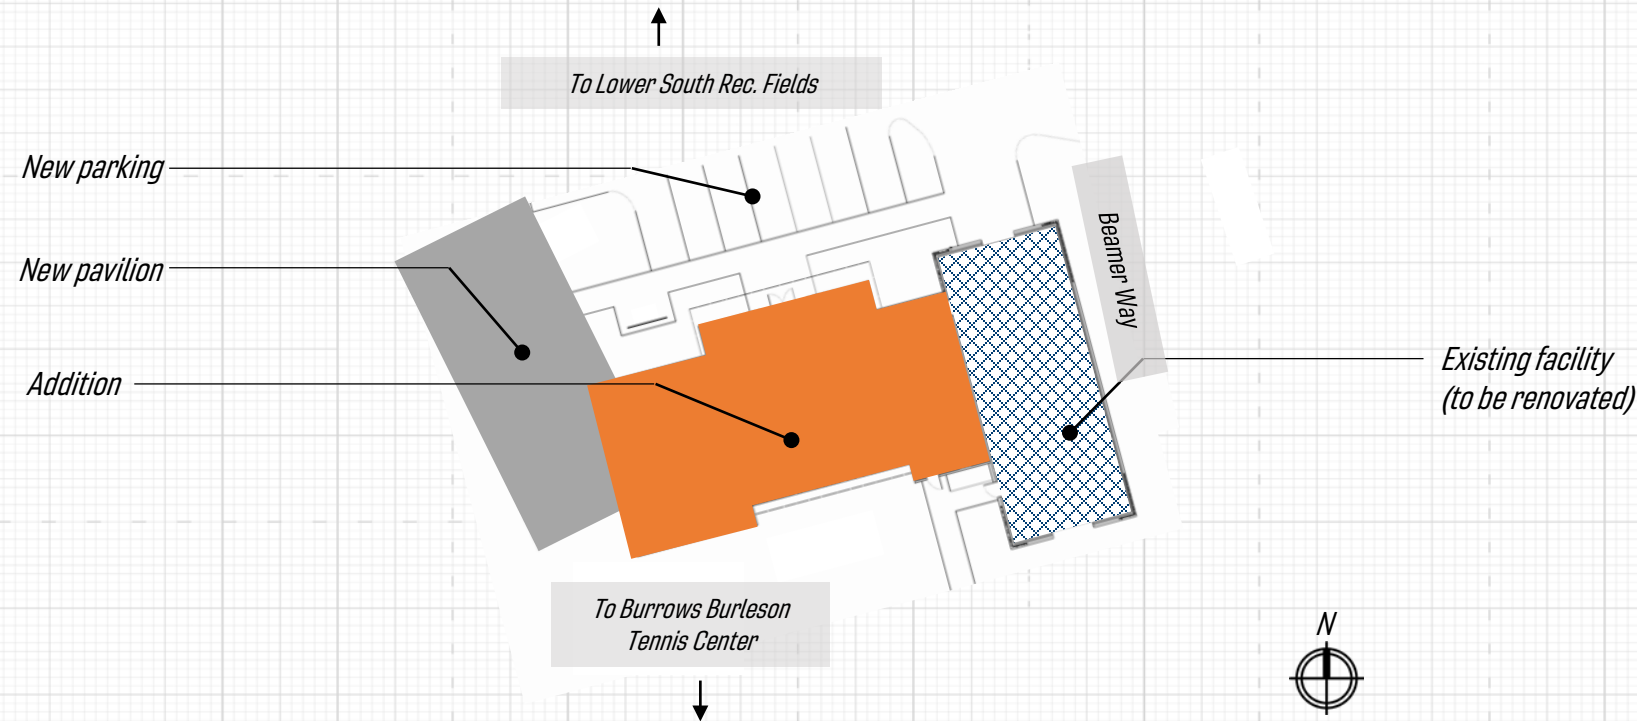 To Lower South Rec. Fields
New parking
New pavilion
Addition
Beamer Way
Existing facility
(to be renovated)
To Burrows Burleson
Tennis Center
N